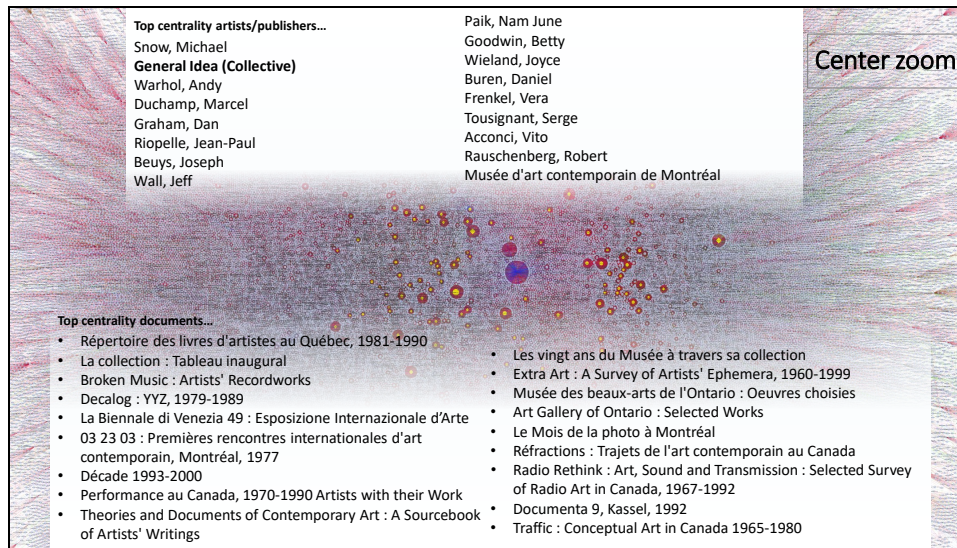 Top centrality artists/publishers…
Snow, Michael
General Idea (Collective)
Warhol, Andy
Duchamp, Marcel
Graham, Dan
Riopelle, Jean-Paul
Beuys, Joseph
Wall, Jeff
Paik, Nam June
Goodwin, Betty
Wieland, Joyce
Buren, Daniel
Frenkel, Vera
Tousignant, Serge
Acconci, Vito
Rauschenberg, Robert
Musée d'art contemporain de Montréal
Center zoom
Top centrality documents…
• Répertoire des livres d'artistes au Québec, 1981-1990
• La collection : Tableau inaugural
• Broken Music : Artists' Recordworks
• Decalog : YYZ, 1979-1989
• La Biennale di Venezia 49 : Esposizione Internazionale d’Arte
• 03 23 03 : Premières rencontres internationales d'art
contemporain, Montréal, 1977
• Décade 1993-2000
• Performance au Canada, 1970-1990 Artists with their Work
• Theories and Documents of Contemporary Art : A Sourcebook
of Artists' Writings
• Les vingt ans du Musée à travers sa collection
• Extra Art : A Survey of Artists' Ephemera, 1960-1999
• Musée des beaux-arts de l'Ontario : Oeuvres choisies
• Art Gallery of Ontario : Selected Works
• Le Mois de la photo à Montréal
• Réfractions : Trajets de l'art contemporain au Canada
• Radio Rethink : Art, Sound and Transmission : Selected Survey
of Radio Art in Canada, 1967-1992
• Documenta 9, Kassel, 1992
• Traffic : Conceptual Art in Canada 1965-1980